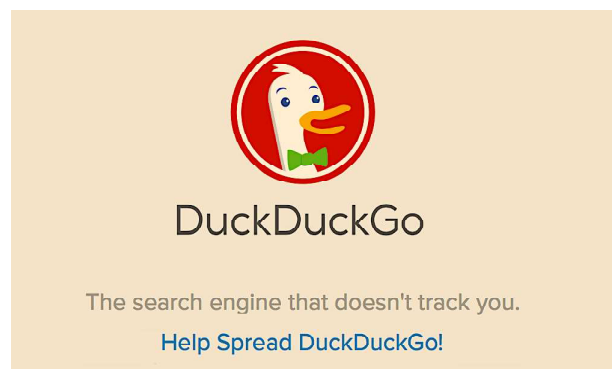 DuckDuckGo
The search engine that doesn't track you.
Help Spread DuckDuckGo!